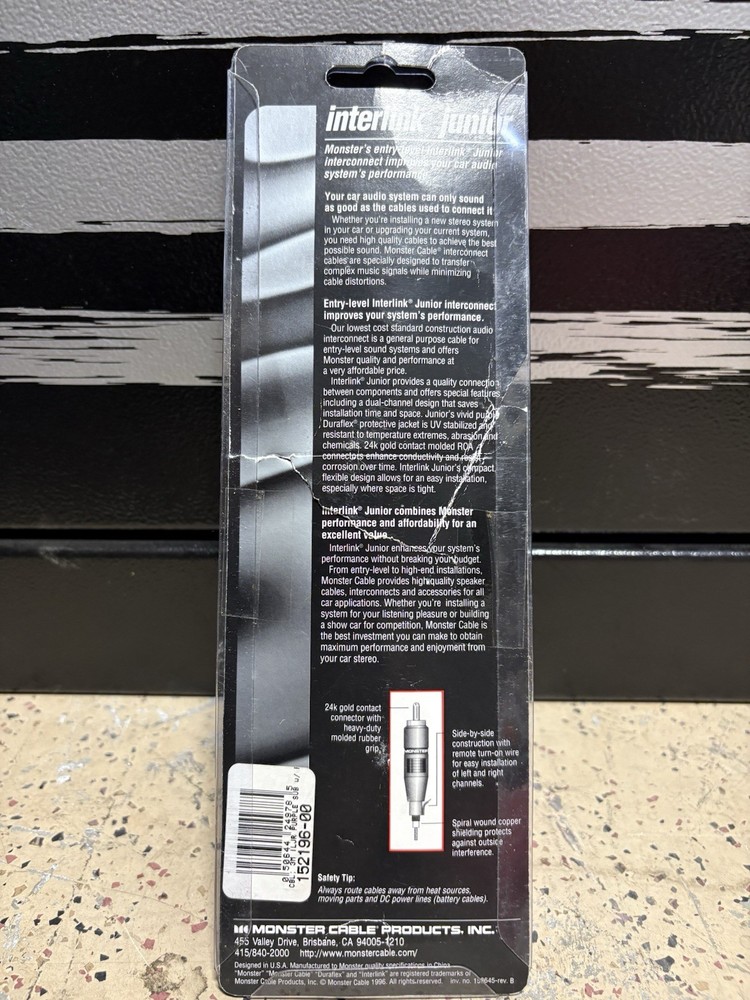 interlink® junior
Monster's entry-level Interlink® Junior
interconnect improves your car audio
system's performance.
Your car audio system can only sound
as good as the cables used to connect it
Whether you're installing a new stereo system
in your car or upgrading your current system,
you need high quality cables to achieve the best
possible sound. Monster Cable® interconnect
cables are specially designed to transfer
complex music signals while minimizing
cable distortions.
Entry-level Interlink® Junior interconnect
improves your system's performance.
Our lowest cost standard construction audio
interconnect is a general purpose cable for
entry-level sound systems and offers
Monster quality and performance at
a very affordable price.
Interlink® Junior provides a quality connection
between components and offers special features
including a dual-channel design that saves
installation time and space. Junior's vivid purple
Duraflex® protective jacket is UV stabilized and
resistant to temperature extremes, abrasion and
chemicals. 24k gold contact molded RCA
connectors enhance conductivity and resist
corrosion over time. Interlink Junior's compact,
flexible design allows for an easy installation,
especially where space is tight.
Interlink® Junior combines Monster
performance and affordability for an
excellent value.
Interlink® Junior enhances your system's
performance without breaking your budget.
From entry-level to high-end installations,
Monster Cable provides high quality speaker
cables, interconnects and accessories for all
car applications. Whether you're installing a
system for your listening pleasure or building
a show car for competition, Monster Cable is
the best investment you can make to obtain
maximum performance and enjoyment from
your car stereo.
24k gold contact
connector with
heavy-duty
molded rubber
grip
MONSTER
Side-by-side
construction with
remote turn-on wire
for easy installation
of left and right
channels.
Spiral wound copper
shielding protects
against outside
interference.
0 50644 24978 5
CBL 3M ILJR PURPLE SUB W/
152196-00
Safety Tip:
Always route cables away from heat sources,
moving parts and DC power lines (battery cables).
MONSTER CABLE® PRODUCTS, INC.
455 Valley Drive, Brisbane, CA 94005-1210
415/840-2000 http://www.monstercable.com/
Designed in U.S.A. Manufactured to Monster quality specifications in China.
"Monster" "Monster Cable" "Duraflex" and "Interlink" are registered trademarks of
Monster Cable Products, Inc. © Monster Cable 1996. All rights reserved. inv. no. 109645-rev. B